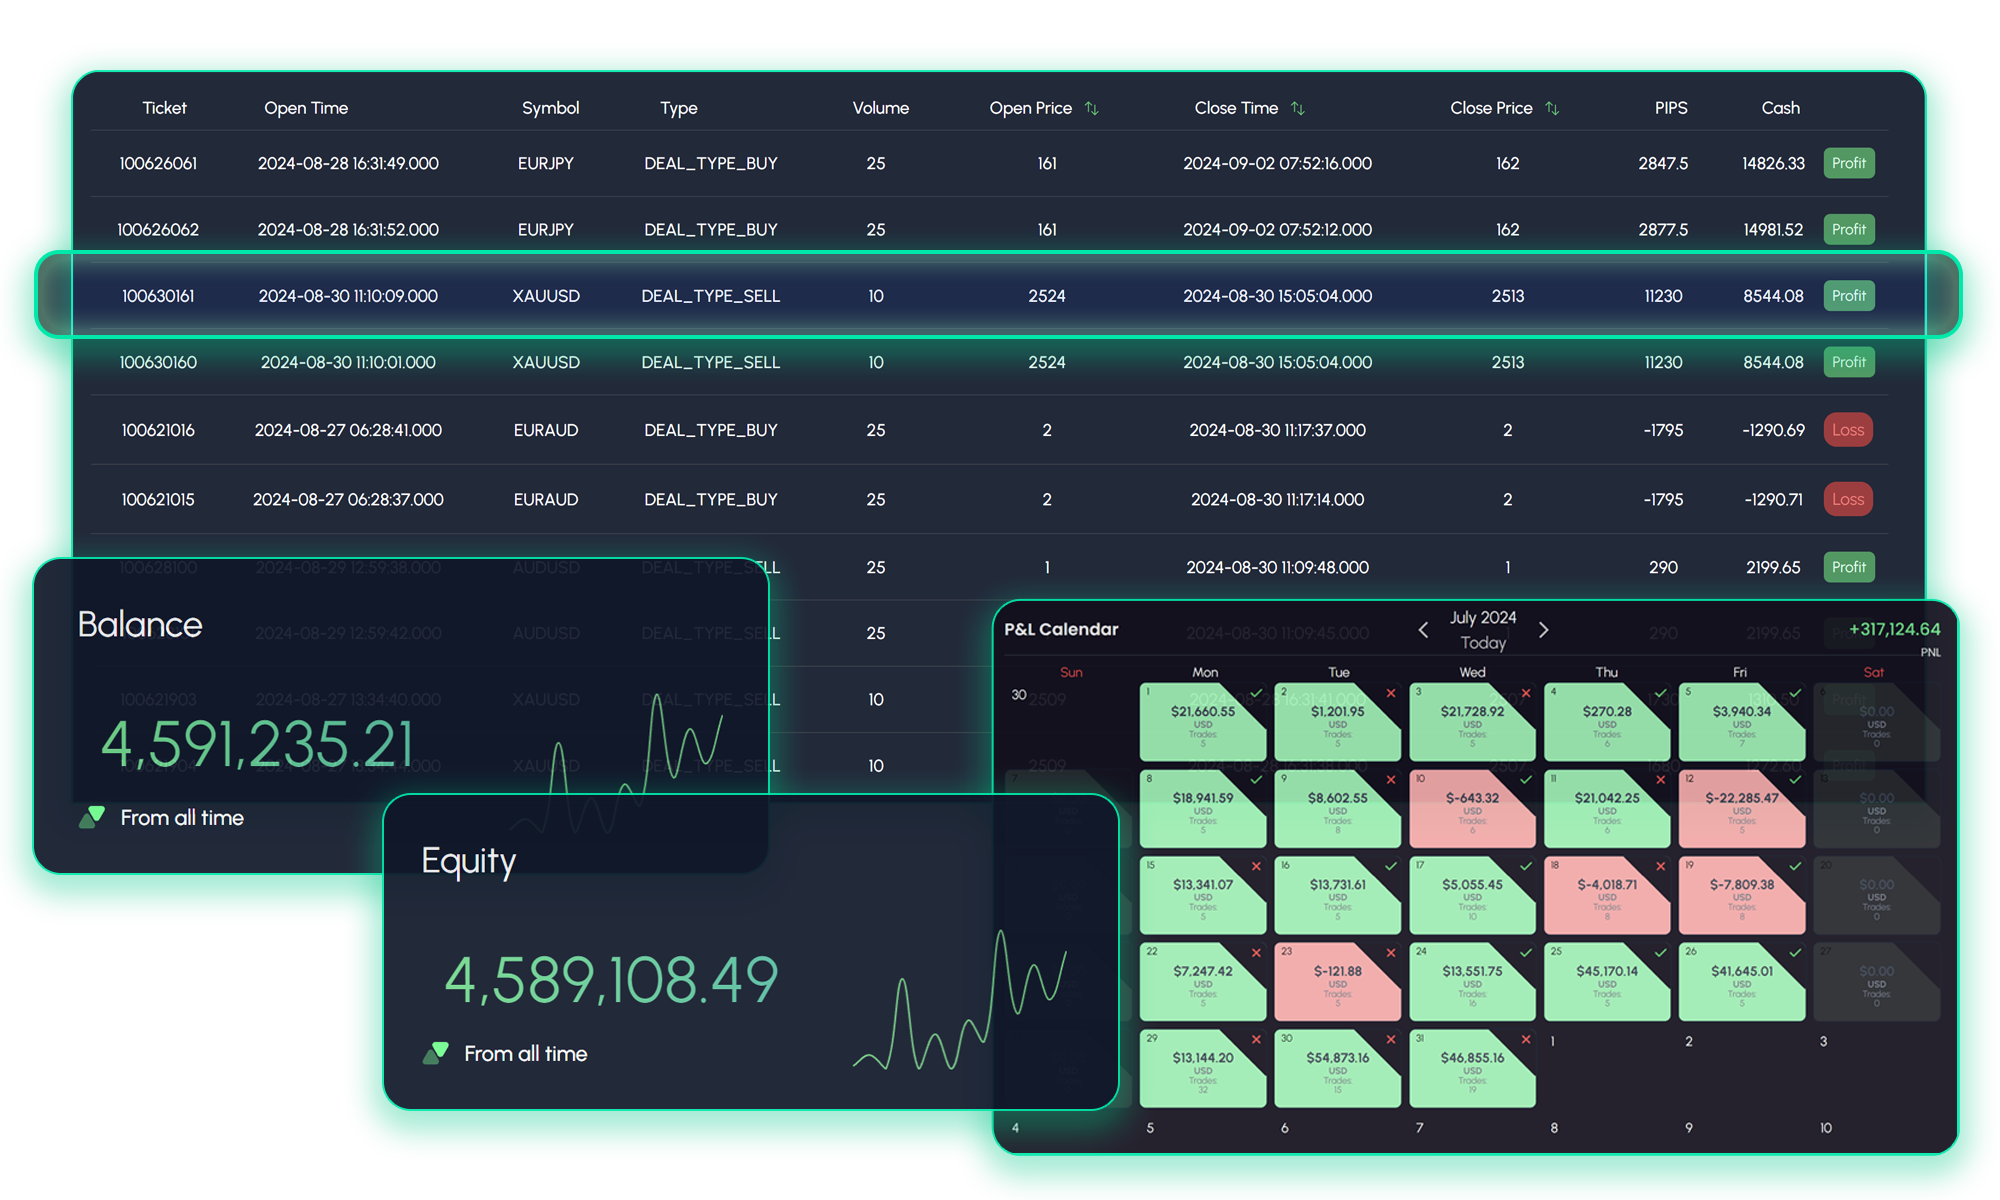 Ticket Open Time Symbol Type Volume Open Price Close Time Close Price PIPS Cash
100626061 2024-08-28 16:31:49.000 EURJPY DEAL_TYPE_BUY 25 161 2024-09-02 07:52:16.000 162 2847.5 14826.33 Profit
100626062 2024-08-28 16:31:52.000 EURJPY DEAL_TYPE_BUY 25 161 2024-09-02 07:52:12.000 162 2877.5 14981.52 Profit
100630161 2024-08-30 11:10:09.000 XAUUSD DEAL_TYPE_SELL 10 2524 2024-08-30 15:05:04.000 2513 11230 8544.08 Profit
100630160 2024-08-30 11:10:01.000 XAUUSD DEAL_TYPE_SELL 10 2524 2024-08-30 15:05:04.000 2513 11230 8544.08 Profit
100621016 2024-08-27 06:28:41.000 EURAUD DEAL_TYPE_BUY 25 2 2024-08-30 11:17:37.000 2 -1795 -1290.69 Loss
100621015 2024-08-27 06:28:37.000 EURAUD DEAL_TYPE_BUY 25 2 2024-08-30 11:17:14.000 2 -1795 -1290.71 Loss
100628100 2024-08-29 12:59:38.000 AUDUSD DEAL_TYPE_SELL 25 1 2024-08-30 11:09:48.000 1 290 2199.65 Profit
2024-08-29 12:59:42.000 AUDUSD DEAL_TYPE_SELL 25 2024-08-30 11:09:45.000 1 290 2199.65
100621903 2024-08-27 13:34:40.000 XAUUSD DEAL_TYPE_SELL 10 2509
10 2509
Balance
4,591,235.21
From all time
Equity
4,589,108.49
From all time
P&L Calendar July 2024 +317,124.64
Today PNL
Sun Mon Tue Wed Thu Fri Sat
30 1 2 3 4 5 6
$21,660.55 $1,201.95 $21,728.92 $270.28 $3,940.34 $0.00
USD USD USD USD USD USD
Trades: Trades: Trades: Trades: Trades: Trades:
5 5 5 6 7 0
7 8 9 10 11 12 13
$18,941.59 $8,602.55 $-643.32 $21,042.25 $-22,285.47 $0.00
USD USD USD USD USD USD
Trades: Trades: Trades: Trades: Trades: Trades:
5 8 6 6 5 0
15 16 17 18 19 20
$13,341.07 $13,731.61 $5,055.45 $-4,018.71 $-7,809.38 $0.00
USD USD USD USD USD USD
Trades: Trades: Trades: Trades: Trades: Trades:
5 5 10 8 8 0
22 23 24 25 26 27
$7,247.42 $-121.88 $13,551.75 $45,170.14 $41,645.01 $0.00
USD USD USD USD USD USD
Trades: Trades: Trades: Trades: Trades: Trades:
5 5 16 5 5 0
29 30 31 1 2 3
$13,144.20 $54,873.16 $46,855.16
USD USD USD
Trades: Trades: Trades:
32 15 19
4 5 6 7 8 9 10